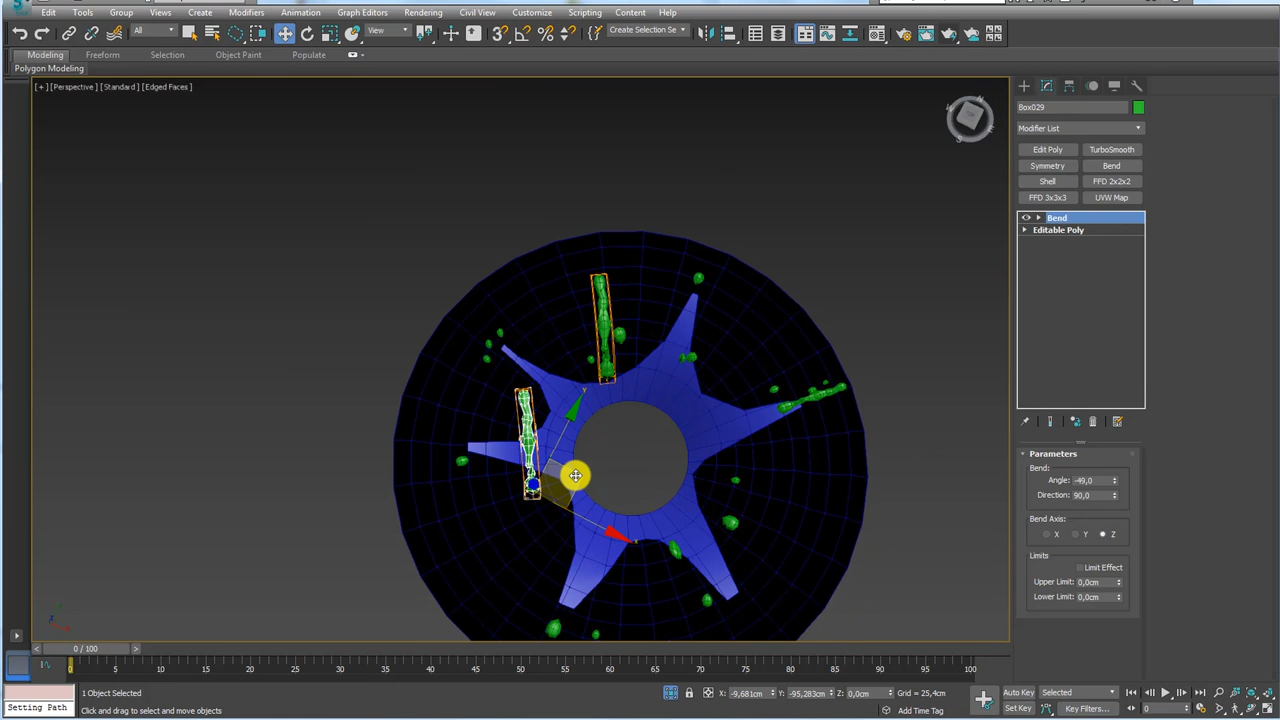 Edit Tools Group Views Create Modifiers Animation Graph Editors Rendering Civil View Customize Scripting Content Help
All View Create Selection Se
Modeling Freeform Selection Object Paint Populate
Polygon Modeling
[+] [Perspective] [Standard] [Edged Faces]
Box029
Modifier List
Edit Poly TurboSmooth
Symmetry Bend
Shell FFD 2x2x2
FFD 3x3x3 UVW Map
Bend
Editable Poly
Parameters
Bend:
Angle: -49,0
Direction: 90,0
Bend Axis:
X Y Z
Limits
Limit Effect
Upper Limit: 0,0cm
Lower Limit: 0,0cm
0 / 100
0 5 10 15 20 25 30 35 40 45 50 55 60 65 70 75 80 85 90 95 100
1 Object Selected X: -9,681cm Y: -95,283cm Z: 0,0cm Grid = 25,4cm Auto Key Selected
Setting Path Click and drag to select and move objects Add Time Tag Set Key Key Filters... 0